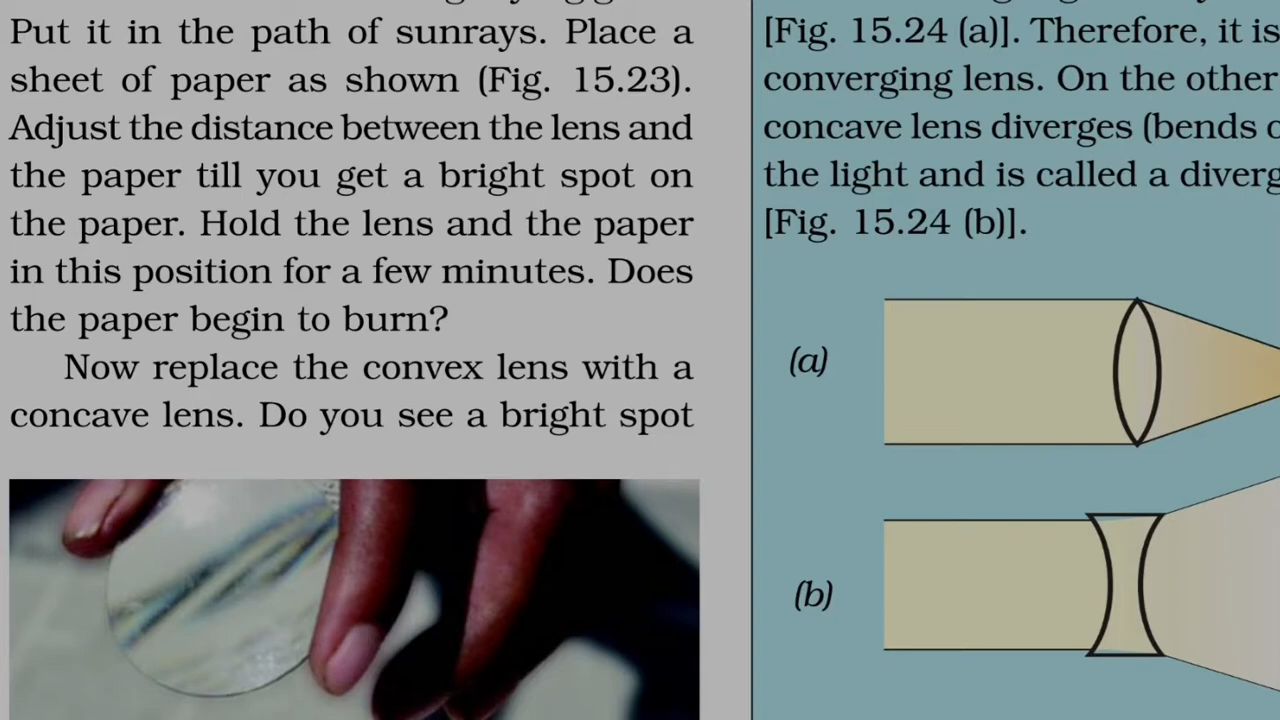 Put it in the path of sunrays. Place a
sheet of paper as shown (Fig. 15.23).
Adjust the distance between the lens and
the paper till you get a bright spot on
the paper. Hold the lens and the paper
in this position for a few minutes. Does
the paper begin to burn?
Now replace the convex lens with a
concave lens. Do you see a bright spot
[Fig. 15.24 (a)]. Therefore, it is
converging lens. On the other
concave lens diverges (bends
the light and is called a diverg
[Fig. 15.24 (b)].
(a)
(b)